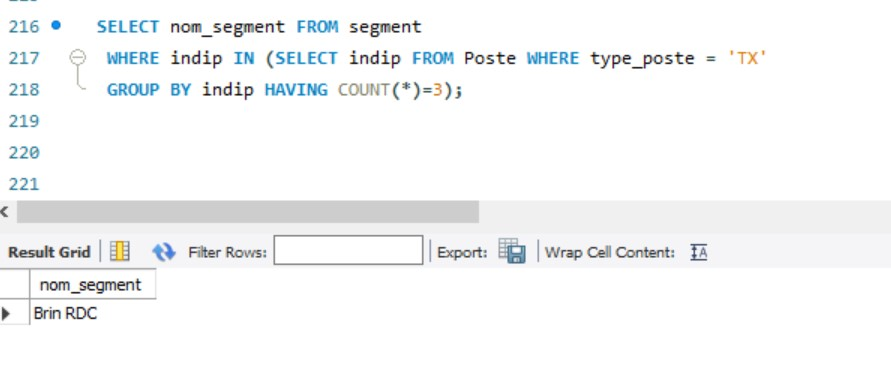 216 SELECT nom_segment FROM segment
217 WHERE indip IN (SELECT indip FROM Poste WHERE type_poste = 'TX'
218 GROUP BY indip HAVING COUNT(*)=3);
219
220
221
Result Grid Filter Rows: Export: Wrap Cell Content: IA
nom_segment
Brin RDC